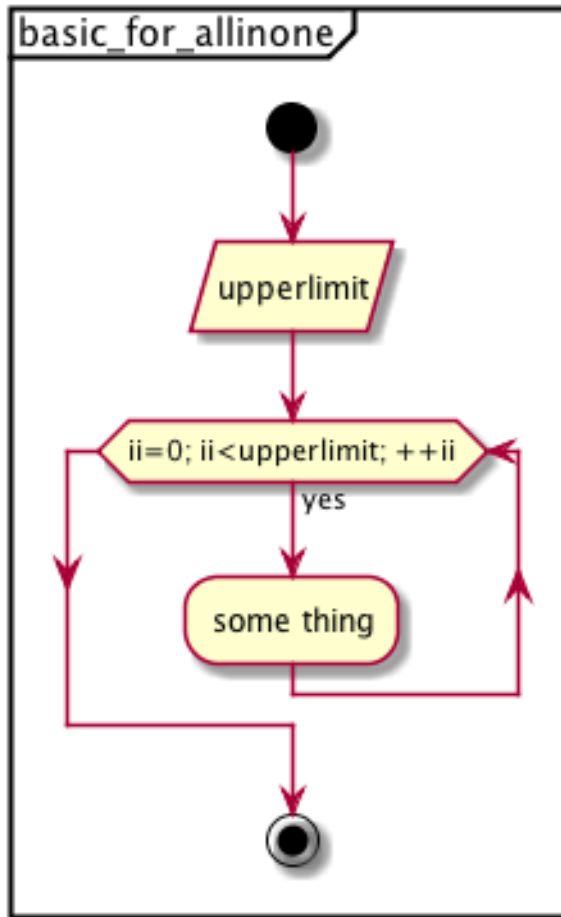 basic_for_allinone
upperlimit
ii=0; ii<upperlimit; ++ii
yes
some thing